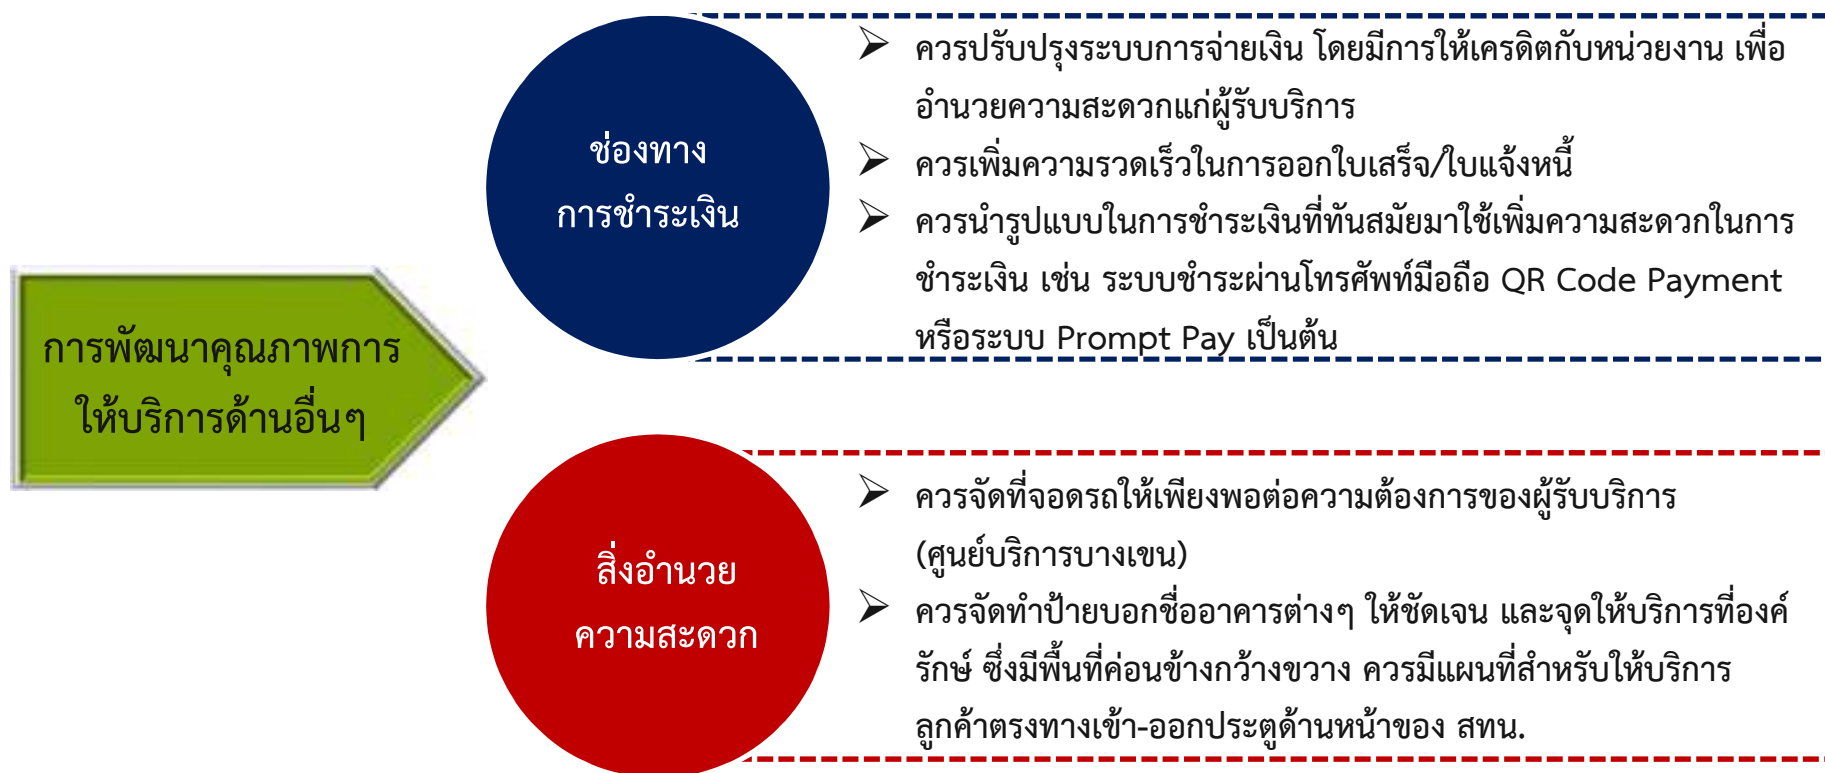 การพัฒนาคุณภาพการ
ให้บริการด้านอื่นๆ
ช่องทาง
การชำระเงิน
ควรปรับปรุงระบบการจ่ายเงิน โดยมีการให้เครดิตกับหน่วยงาน เพื่อ
อำนวยความสะดวกแก่ผู้รับบริการ
ควรเพิ่มความรวดเร็วในการออกใบเสร็จ/ใบแจ้งหนี้
ควรนำรูปแบบในการชำระเงินที่ทันสมัยมาใช้เพิ่มความสะดวกในการ
ชำระเงิน เช่น ระบบชำระผ่านโทรศัพท์มือถือ QR Code Payment
หรือระบบ Prompt Pay เป็นต้น
สิ่งอำนวย
ความสะดวก
ควรจัดที่จอดรถให้เพียงพอต่อความต้องการของผู้รับบริการ
(ศูนย์บริการบางเขน)
ควรจัดทำป้ายบอกชื่ออาคารต่างๆ ให้ชัดเจน และจุดให้บริการที่องค์
รักษ์ ซึ่งมีพื้นที่ค่อนข้างกว้างขวาง ควรมีแผนที่สำหรับให้บริการ
ลูกค้าตรงทางเข้า-ออกประตูด้านหน้าของ สทน.